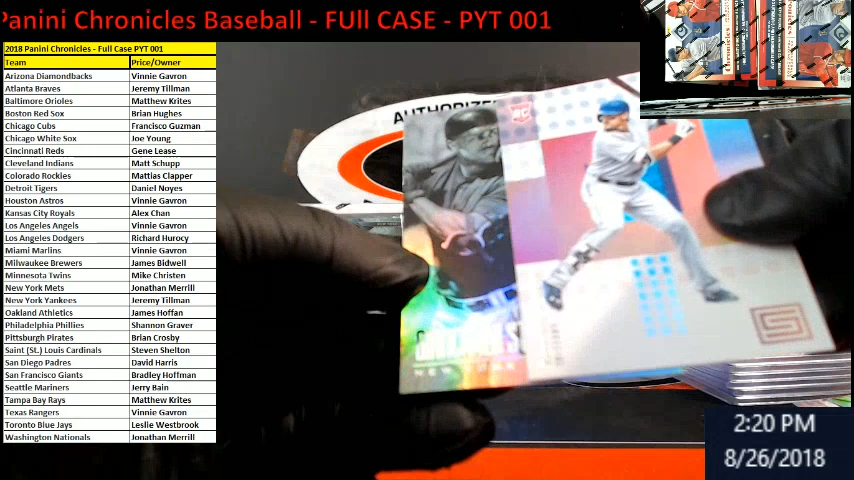 Panini Chronicles Baseball - FUll CASE - PYT 001
2018 Panini Chronicles - Full Case PYT 001
Team Price/Owner
Arizona Diamondbacks Vinnie Gavron
Atlanta Braves Jeremy Tillman
Baltimore Orioles Matthew Krites
Boston Red Sox Brian Hughes
Chicago Cubs Francisco Guzman
Chicago White Sox Joe Young
Cincinnati Reds Gene Lease
Cleveland Indians Matt Schupp
Colorado Rockies Mattias Clapper
Detroit Tigers Daniel Noyes
Houston Astros Vinnie Gavron
Kansas City Royals Alex Chan
Los Angeles Angels Vinnie Gavron
Los Angeles Dodgers Richard Hurocy
Miami Marlins Vinnie Gavron
Milwaukee Brewers James Bidwell
Minnesota Twins Mike Christen
New York Mets Jonathan Merrill
New York Yankees Jeremy Tillman
Oakland Athletics James Hoffan
Philadelphia Phillies Shannon Graver
Pittsburgh Pirates Brian Crosby
Saint (St.) Louis Cardinals Steven Shelton
San Diego Padres David Harris
San Francisco Giants Bradley Hoffman
Seattle Mariners Jerry Bain
Tampa Bay Rays Matthew Krites
Texas Rangers Vinnie Gavron
Toronto Blue Jays Leslie Westbrook
Washington Nationals Jonathan Merrill
AUTHORIZE
RC
S
2:20 PM
8/26/2018